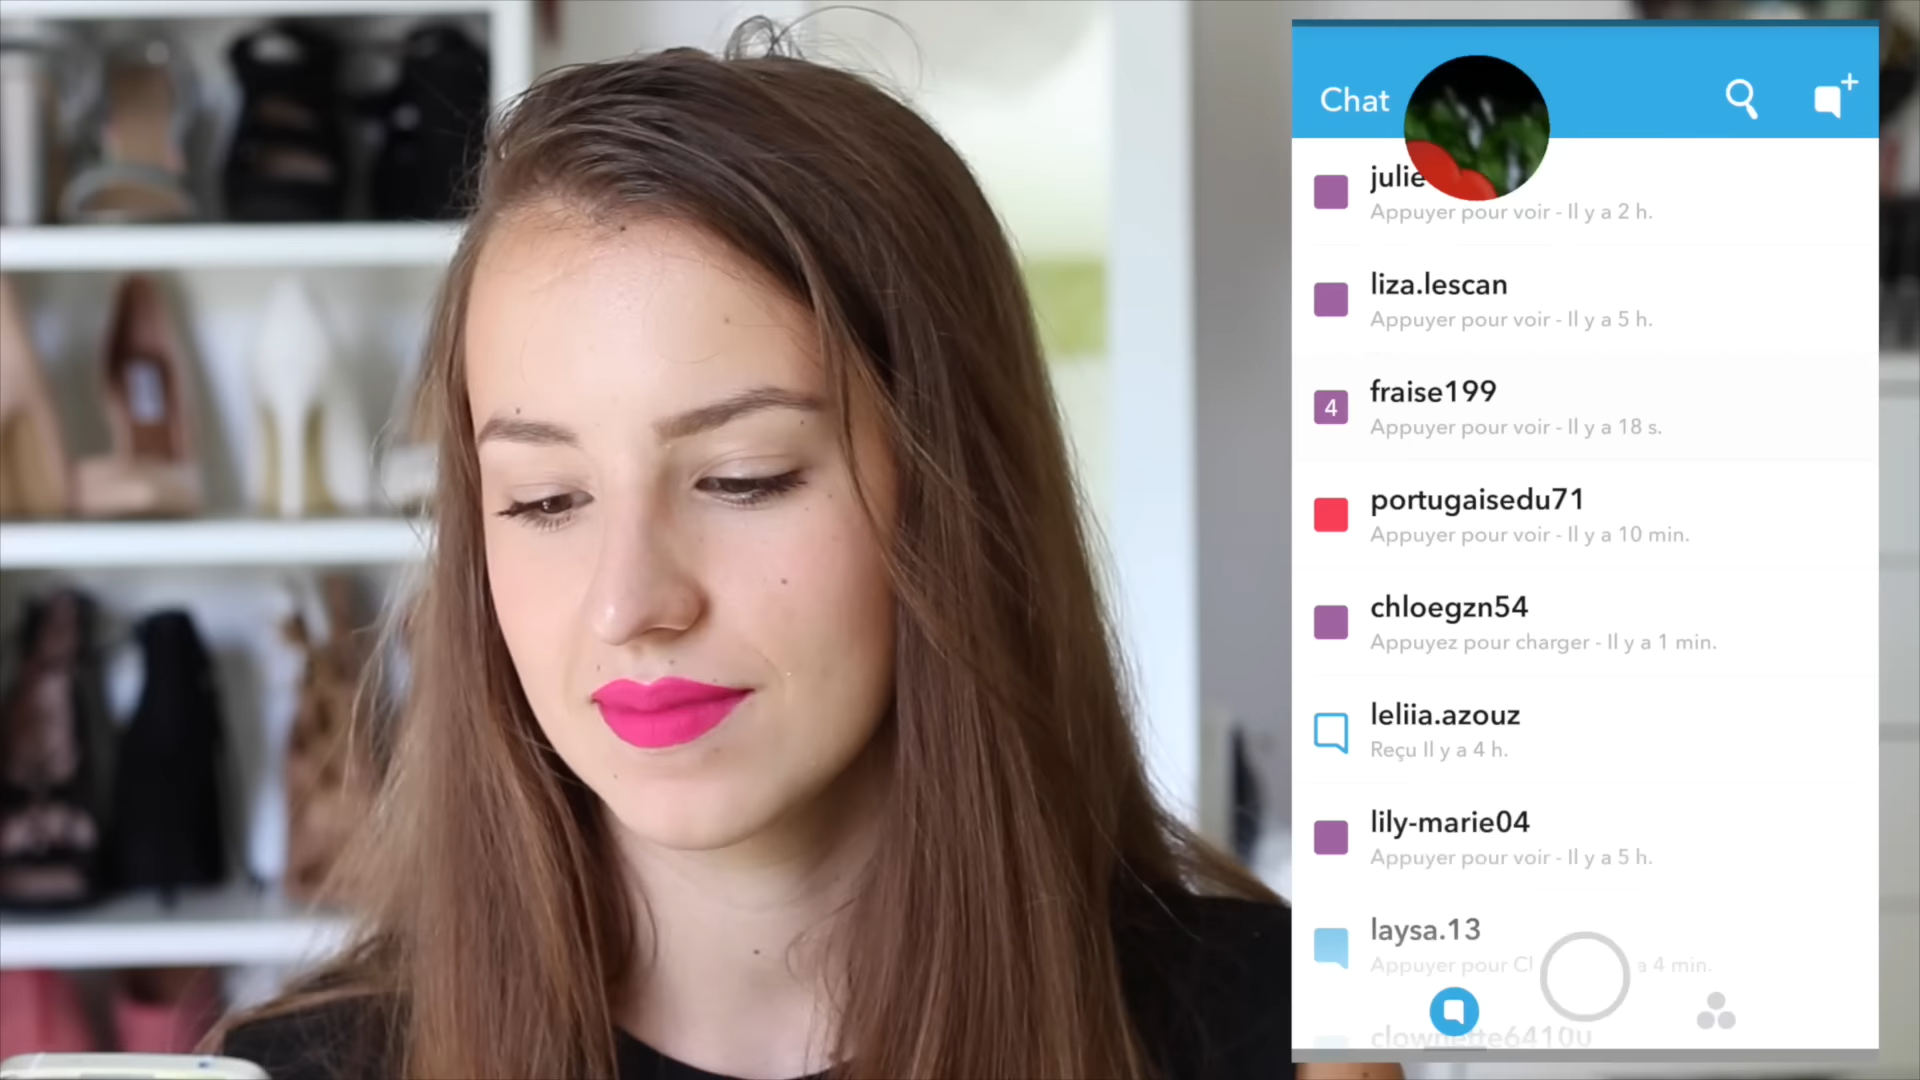 Chat
julie
Appuyer pour voir - Il y a 2 h.
liza.lescan
Appuyer pour voir - Il y a 5 h.
4
fraise199
Appuyer pour voir - Il y a 18 s.
portugaisedu71
Appuyer pour voir - Il y a 10 min.
chloegzn54
Appuyez pour charger - Il y a 1 min.
leliia.azouz
Reçu Il y a 4 h.
lily-marie04
Appuyer pour voir - Il y a 5 h.
laysa.13
Appuyer pour a 4 min.